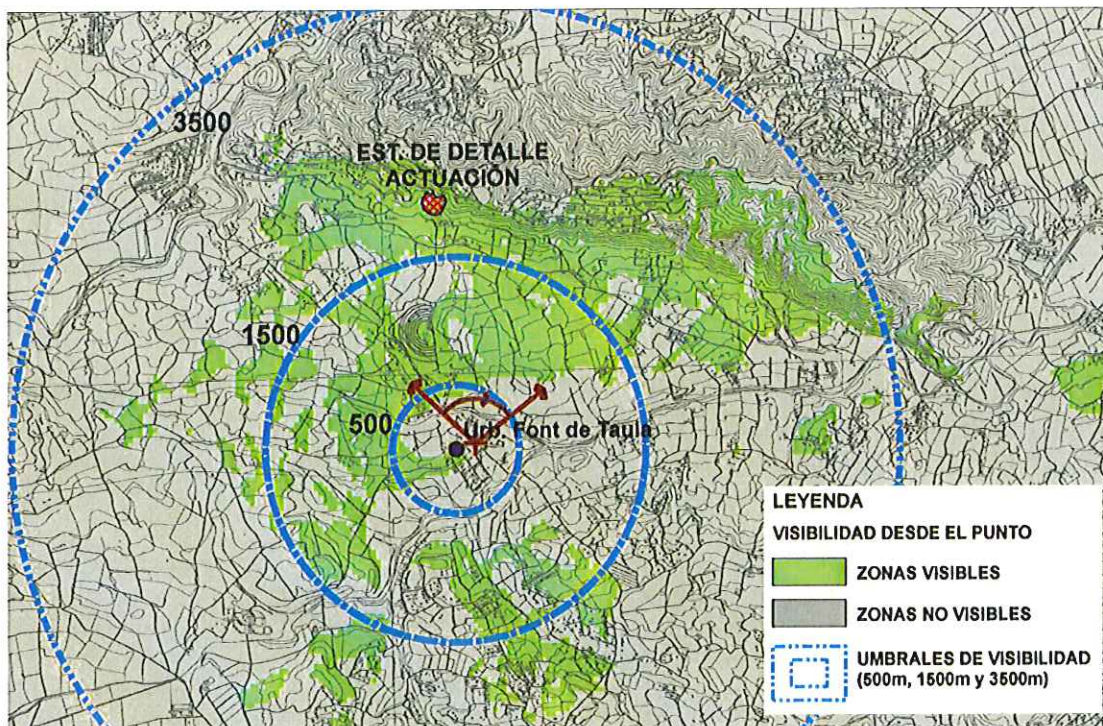 3500
EST. DE DETALLE
ACTUACIÓN
1500
500
Urb. Font de Taula
LEYENDA
VISIBILIDAD DESDE EL PUNTO
ZONAS VISIBLES
ZONAS NO VISIBLES
UMBRALES DE VISIBILIDAD
(500m, 1500m y 3500m)